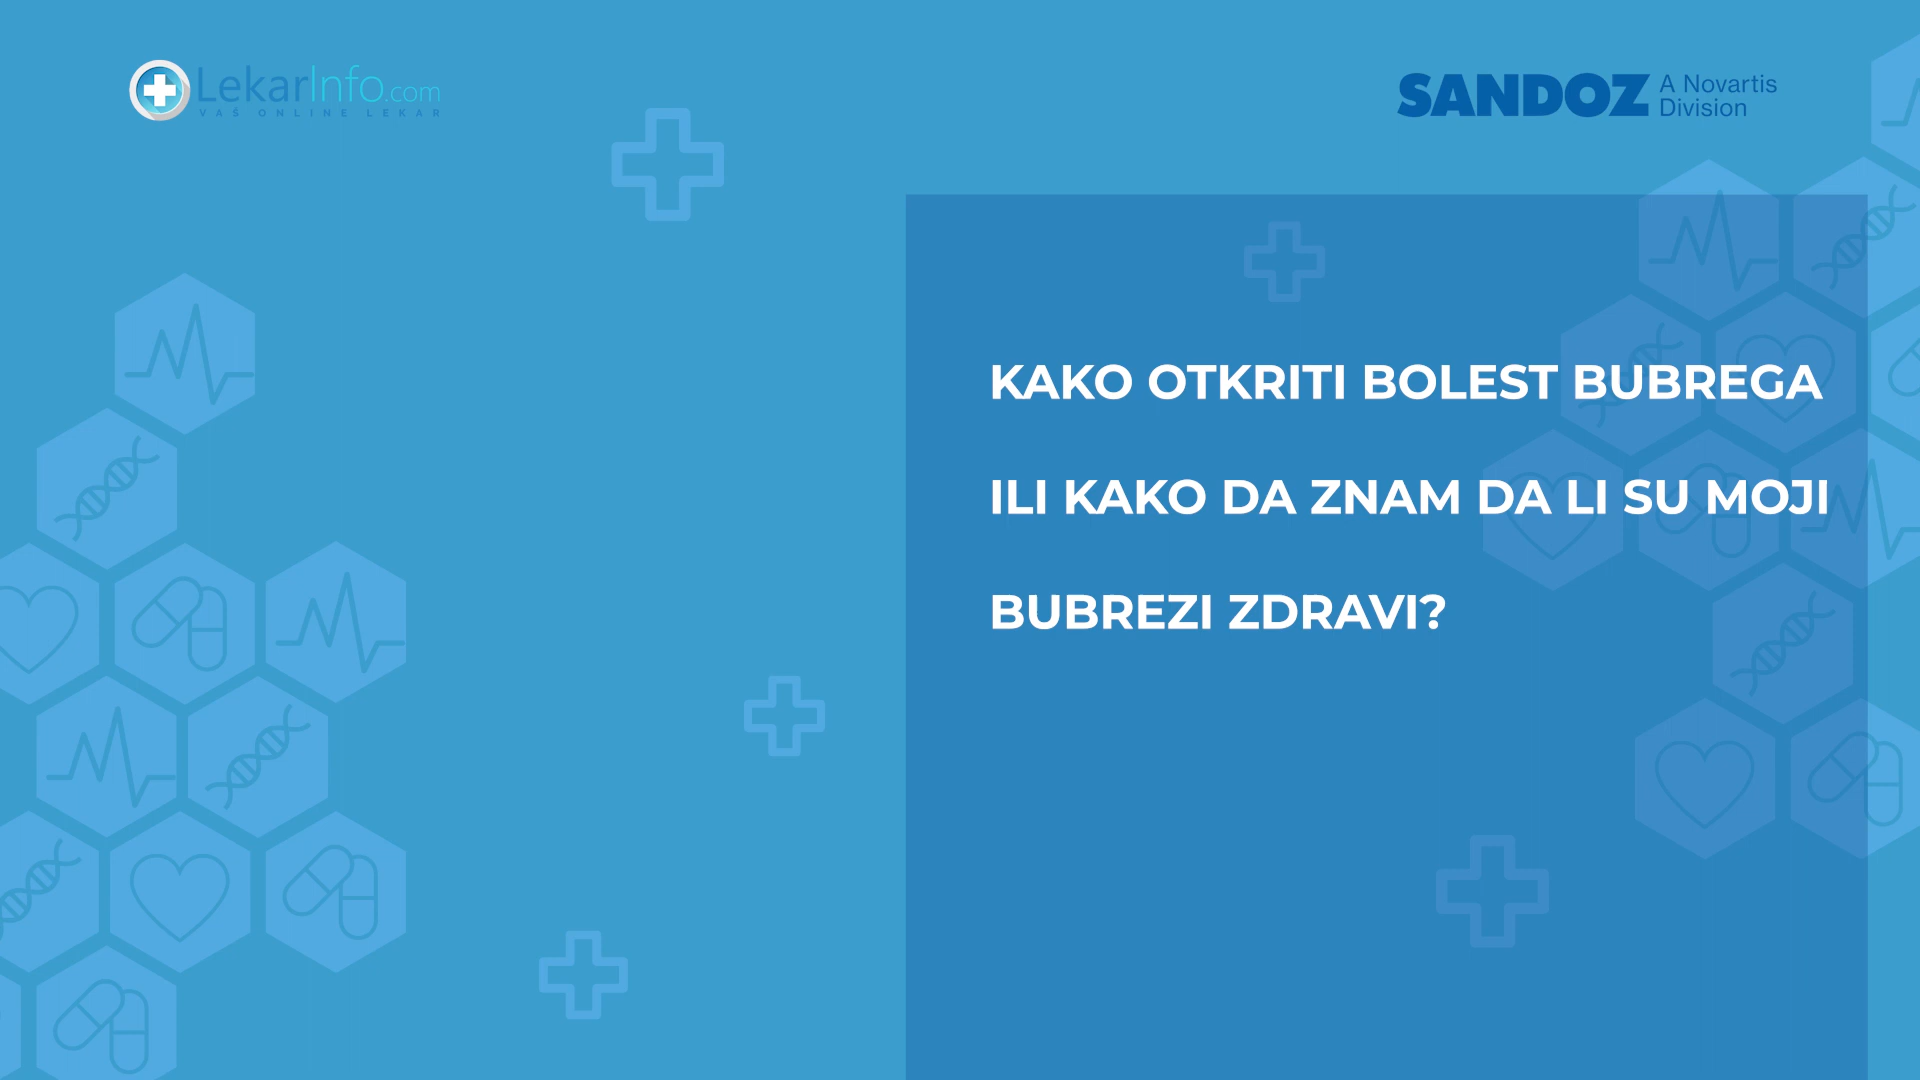 LekarInfo.com
VAŠ ONLINE LEKAR
SANDOZ A Novartis
Division
KAKO OTKRITI BOLEST BUBREGA
ILI KAKO DA ZNAM DA LI SU MOJI
BUBREZI ZDRAVI?